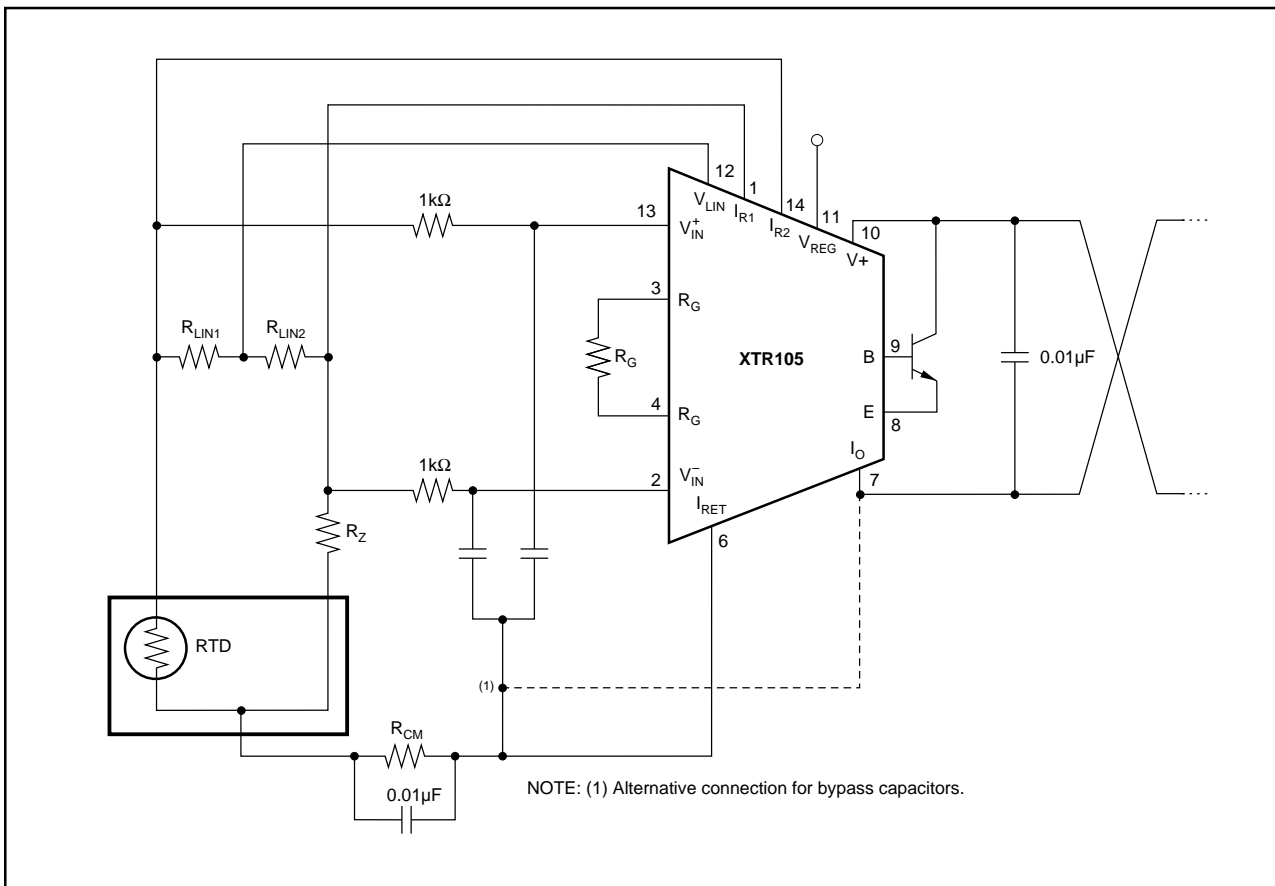 12
1
14
11
10
1kΩ
13
V_LIN
I_R1
I_R2
V_REG
V+
V⁺_IN
3
R_G
R_LIN1
R_LIN2
R_G
XTR105
B
9
0.01µF
4
R_G
E
8
1kΩ
I_O
7
2
V⁻_IN
I_RET
6
R_Z
RTD
(1)
R_CM
0.01µF
NOTE: (1) Alternative connection for bypass capacitors.